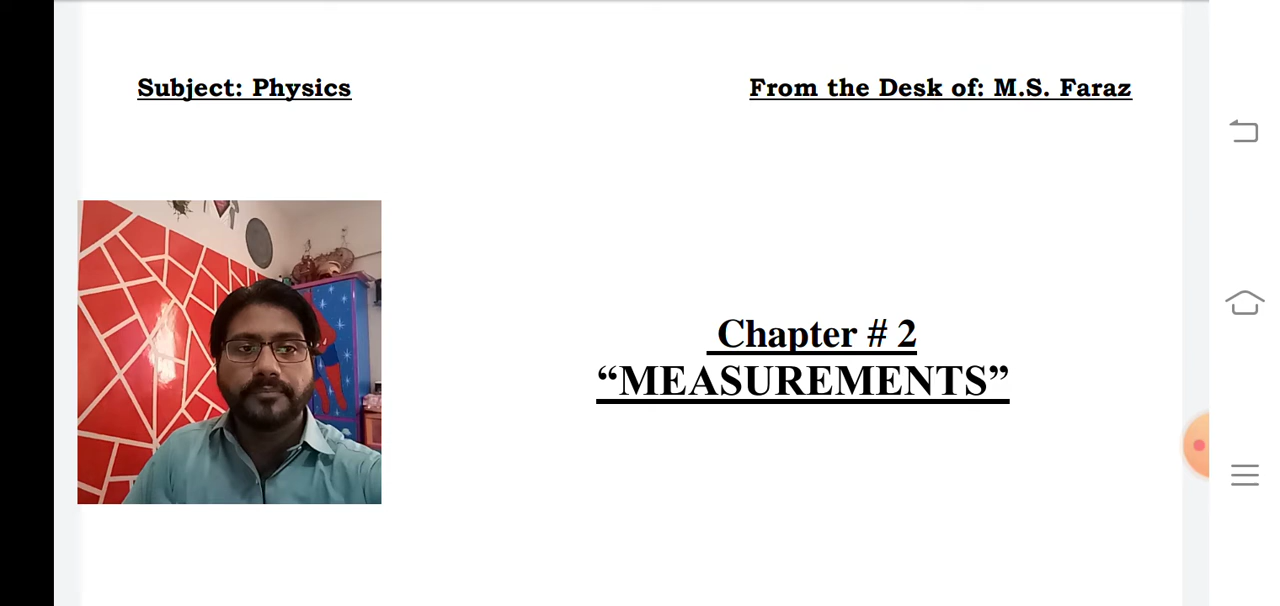 Subject: Physics
From the Desk of: M.S. Faraz
Chapter # 2
“MEASUREMENTS”